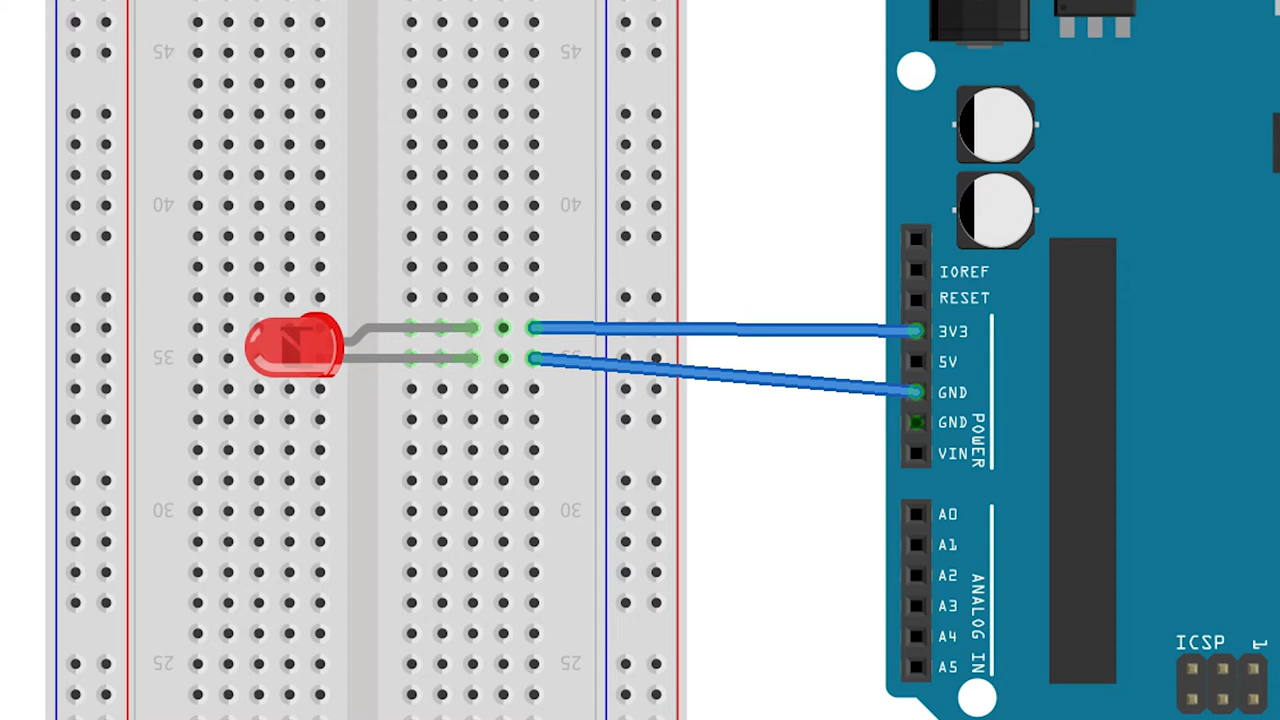 45
45
40
40
35
30
30
25
25
IOREF
RESET
3V3
5V
GND
GND
VIN
POWER
A0
A1
A2
A3
A4
A5
ANALOG IN
ICSP
1